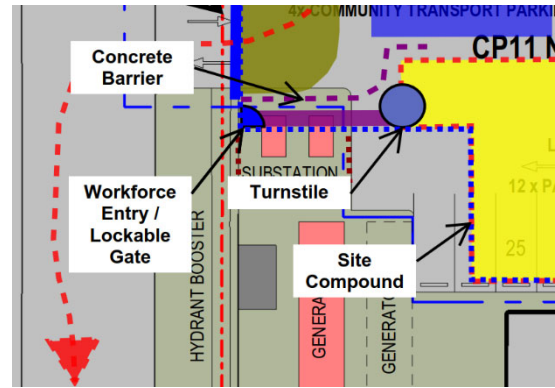 4X COMMUNITY TRANSPORT PARKI
CP11 N
Concrete
Barrier
SUBSTATION
Workforce
Entry /
Lockable
Gate
Turnstile
12 x PA
25
Site
Compound
HYDRANT BOOSTER
GENERA
GENERATO